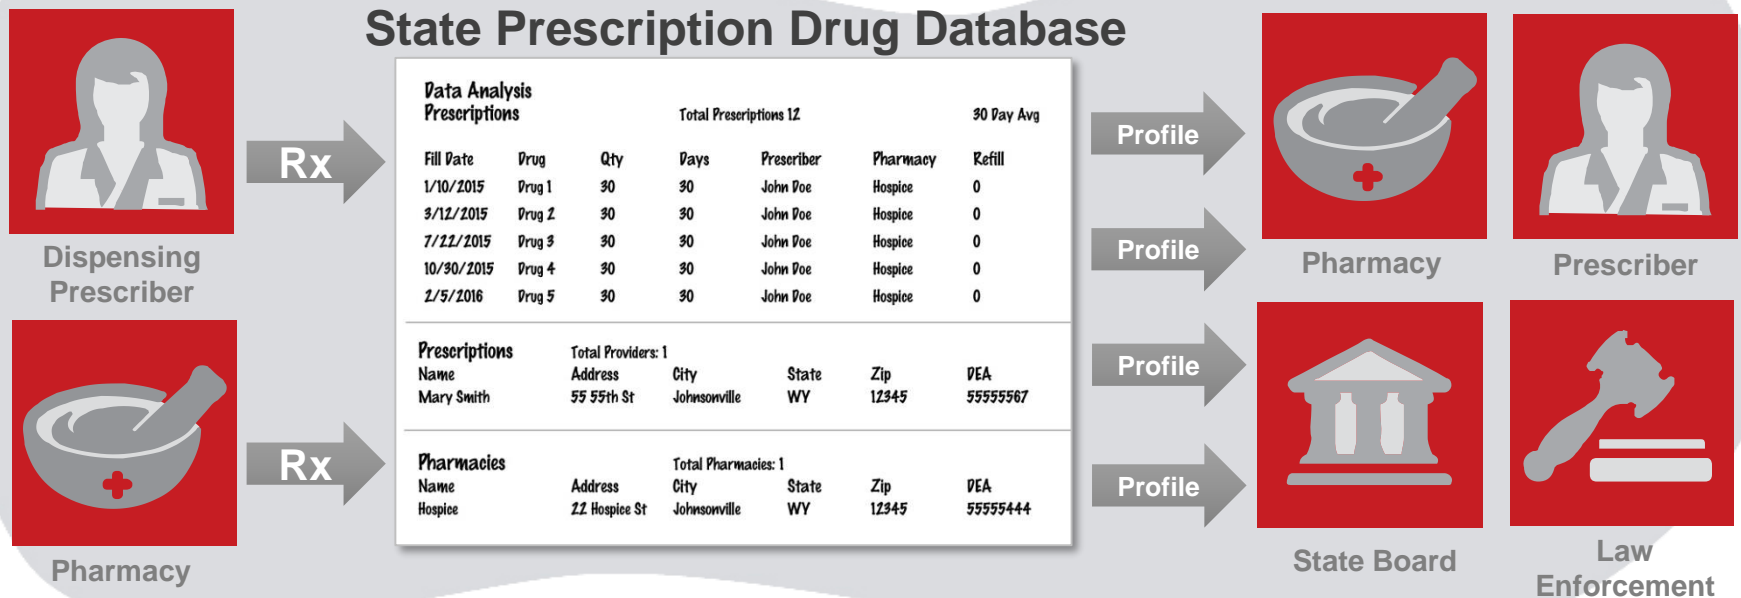 State Prescription Drug Database
Dispensing
Prescriber
Pharmacy
Rx
Rx
Data Analysis
Prescriptions Total Prescriptions 12 30 Day Avg
Fill Date Drug Qty Days Prescriber Pharmacy Refill
1/10/2015 Drug 1 30 30 John Doe Hospice 0
3/12/2015 Drug 2 30 30 John Doe Hospice 0
7/22/2015 Drug 3 30 30 John Doe Hospice 0
10/30/2015 Drug 4 30 30 John Doe Hospice 0
2/5/2016 Drug 5 30 30 John Doe Hospice 0
Prescriptions Total Providers: 1
Name Address City State Zip DEA
Mary Smith 55 55th St Johnsonville WY 12345 55555567
Pharmacies Total Pharmacies: 1
Name Address City State Zip DEA
Hospice 22 Hospice St Johnsonville WY 12345 55555444
Profile
Profile
Profile
Profile
Pharmacy
Prescriber
State Board
Law
Enforcement